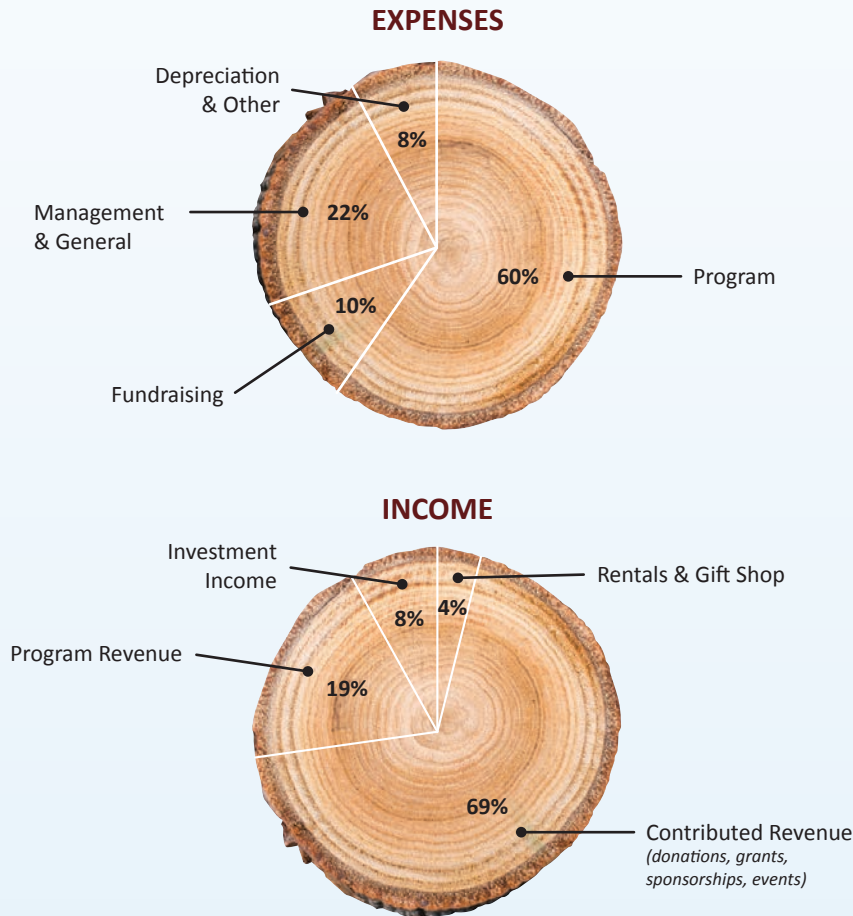 EXPENSES
Depreciation
& Other
8%
Management
& General
22%
60%
Program
10%
Fundraising
INCOME
Investment
Income
Rentals & Gift Shop
8%
4%
Program Revenue
19%
69%
Contributed Revenue
(donations, grants,
sponsorships, events)